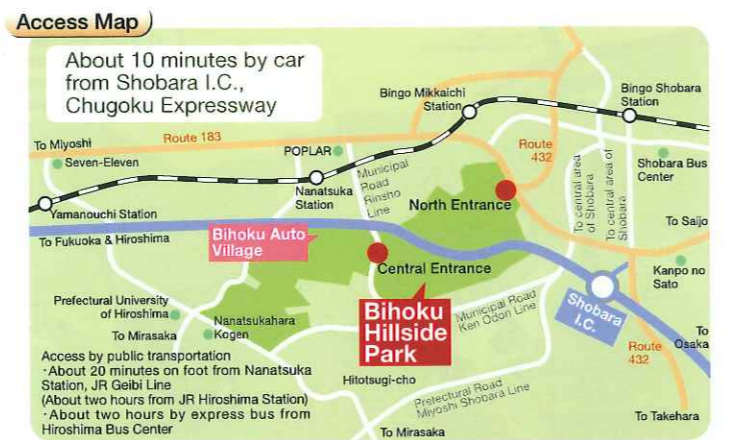 Access Map
About 10 minutes by car
from Shobara I.C.,
Chugoku Expressway
Bingo Mikkaichi
Station
Bingo Shobara
Station
To Miyoshi
Route 183
Seven-Eleven
POPLAR
Municipal
Road
Rinsho
Line
Route
432
Shobara Bus
Center
To central area
of Shobara
To central area of
Shobara
Nanatsuka
Station
North Entrance
Yamanouchi Station
To Fukuoka & Hiroshima
Bihoku Auto
Village
To Saijo
Central Entrance
Kanpo no
Sato
Prefectural University
of Hiroshima
To Mirasaka
Nanatsukahara
Kogen
Bihoku
Hillside
Park
Municipal Road
Ken Odon Line
Shobara
I.C.
To
Osaka
Route
432
Access by public transportation
・About 20 minutes on foot from Nanatsuka
Station, JR Geibi Line
(About two hours from JR Hiroshima Station)
・About two hours by express bus from
Hiroshima Bus Center
Hitotsugi-cho
Prefectural Road
Miyoshi Shobara Line
To Takehara
To Mirasaka